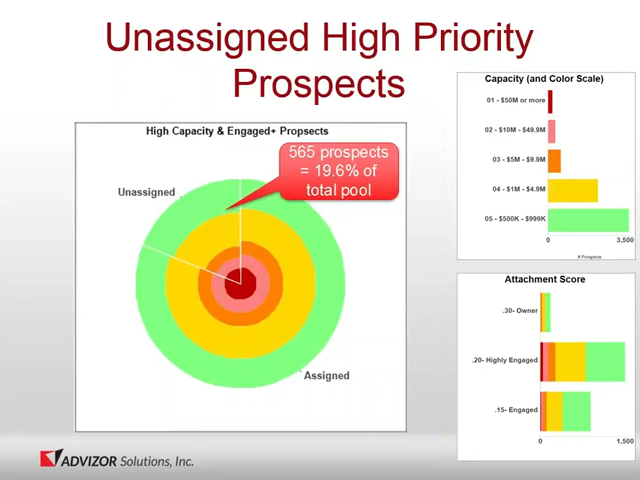 Unassigned High Priority
Prospects
High Capacity & Engaged+ Propsects
565 prospects
= 19.6% of
total pool
Unassigned
Assigned
Capacity (and Color Scale)
01 - $50M or more
02 - $10M - $49.9M
03 - $5M - $9.9M
04 - $1M - $4.9M
05 - $500K - $999K
0 3,500
# Prospects
Attachment Score
.30- Owner
.20- Highly Engaged
.15- Engaged
0 1,500
ADVIZOR Solutions, Inc.